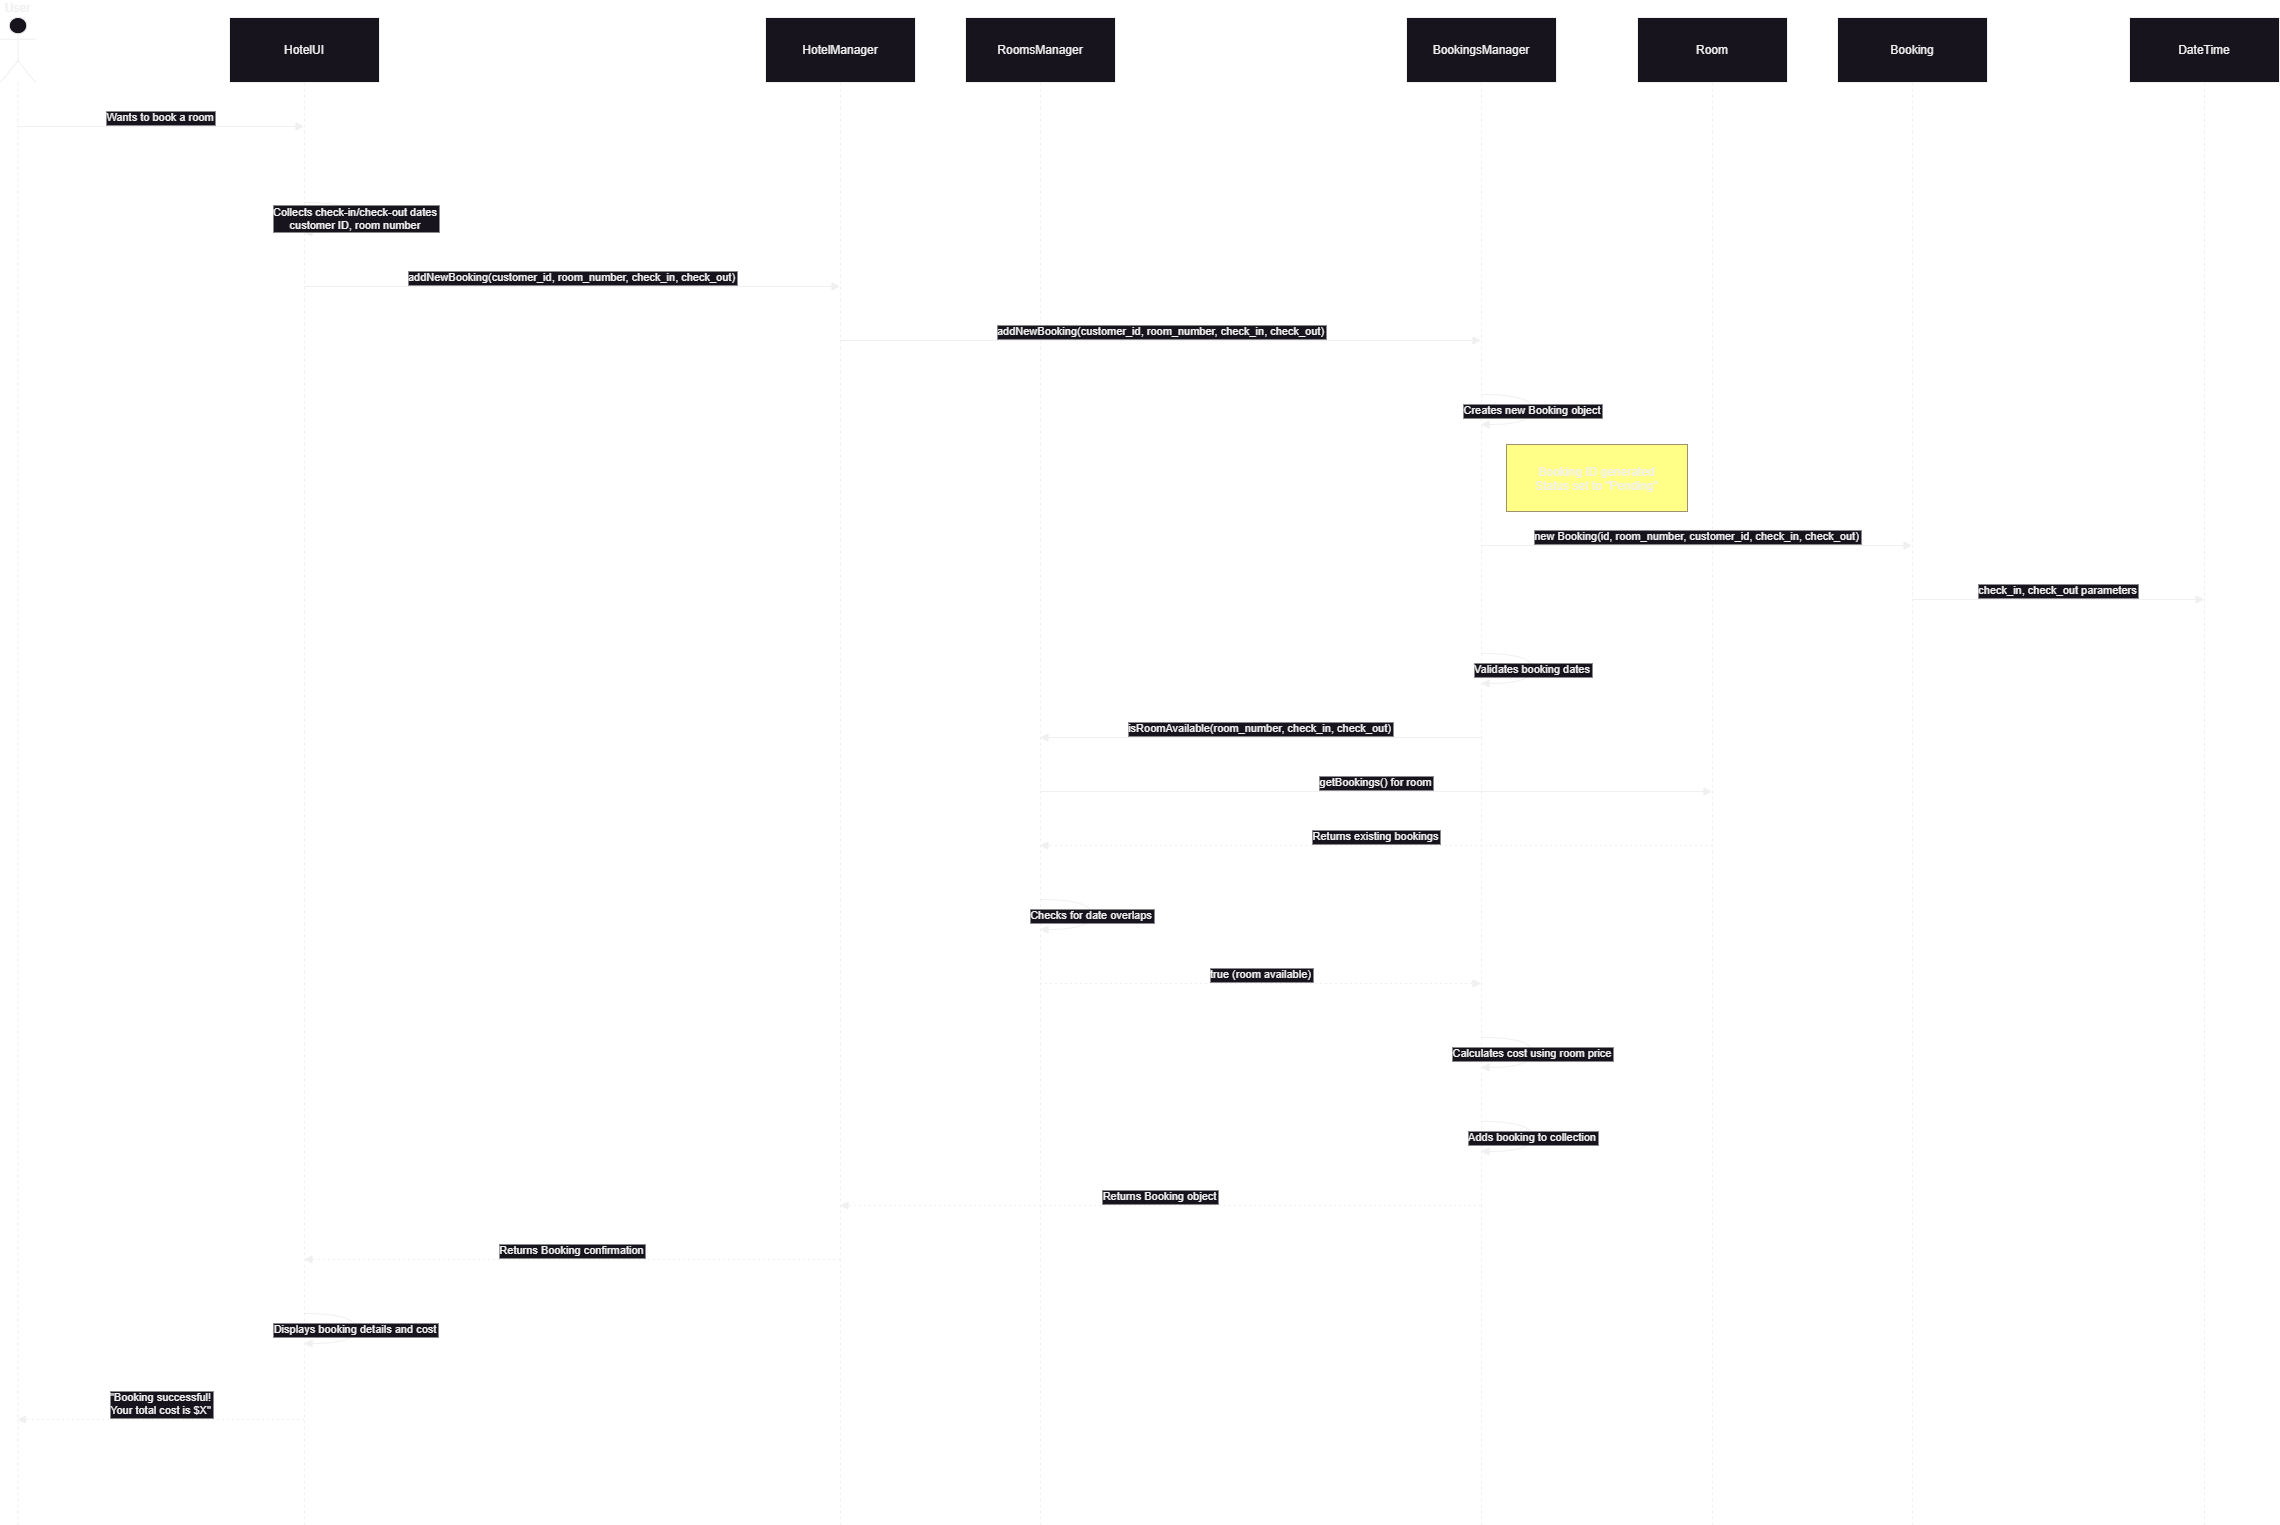 User
HotelUI
HotelManager
RoomsManager
BookingsManager
Room
Booking
DateTime
Wants to book a room
Collects check-in/check-out dates
customer ID, room number
addNewBooking(customer_id, room_number, check_in, check_out)
addNewBooking(customer_id, room_number, check_in, check_out)
Creates new Booking object
new Booking(id, room_number, customer_id, check_in, check_out)
check_in, check_out parameters
Validates booking dates
isRoomAvailable(room_number, check_in, check_out)
getBookings() for room
Returns existing bookings
Checks for date overlaps
true (room available)
Calculates cost using room price
Adds booking to collection
Returns Booking object
Returns Booking confirmation
Displays booking details and cost
"Booking successful!
Your total cost is $X"